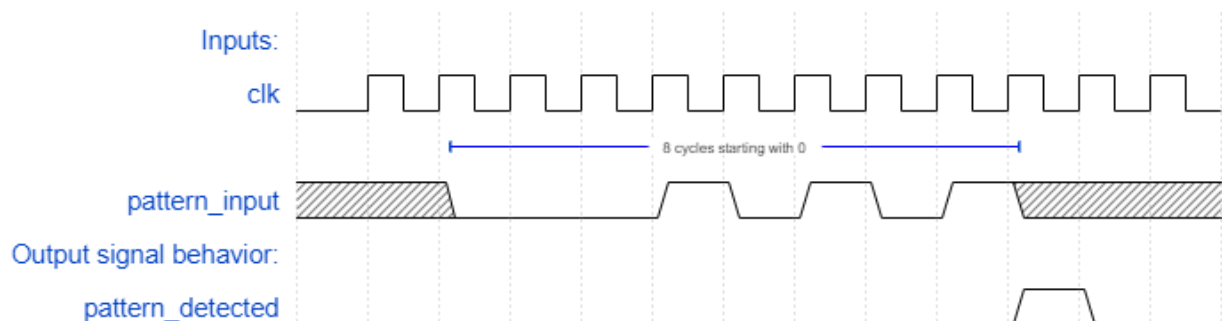 Inputs:
clk
8 cycles starting with 0
pattern_input
Output signal behavior:
pattern_detected